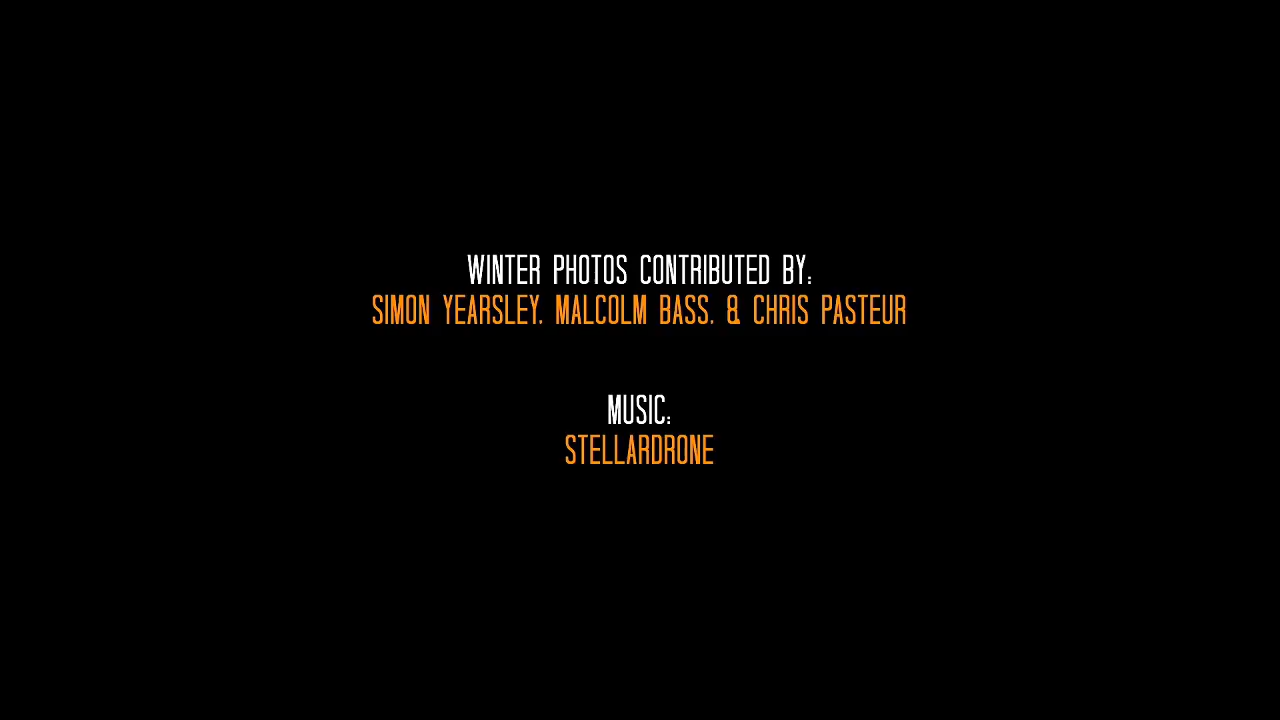 WINTER PHOTOS CONTRIBUTED BY:
SIMON YEARSLEY, MALCOLM BASS, & CHRIS PASTEUR
MUSIC:
STELLARDRONE